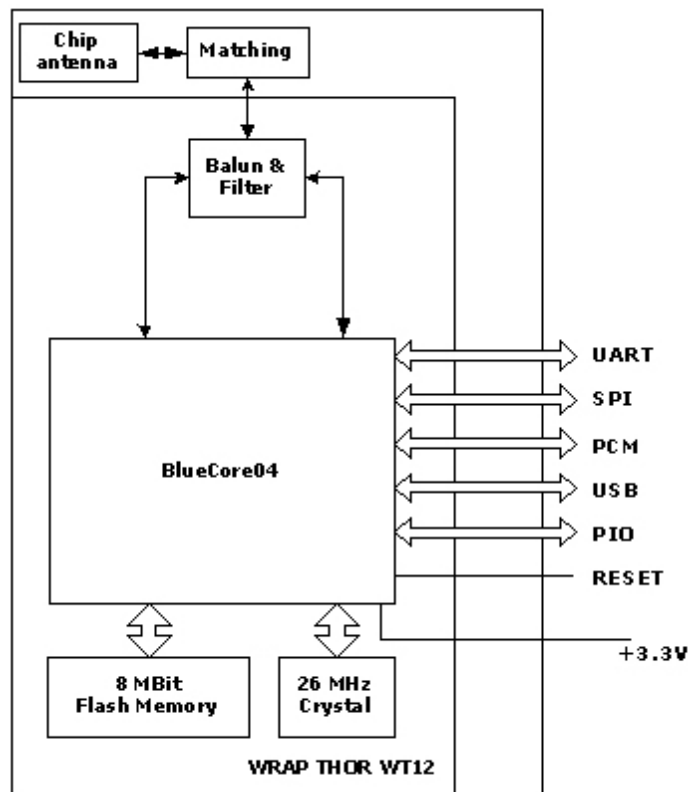 Chip
antenna
Matching
Balun &
Filter
BlueCore04
UART
SPI
PCM
USB
PIO
RESET
+3.3V
8 MBit
Flash Memory
26 MHz
Crystal
WRAP THOR WT12